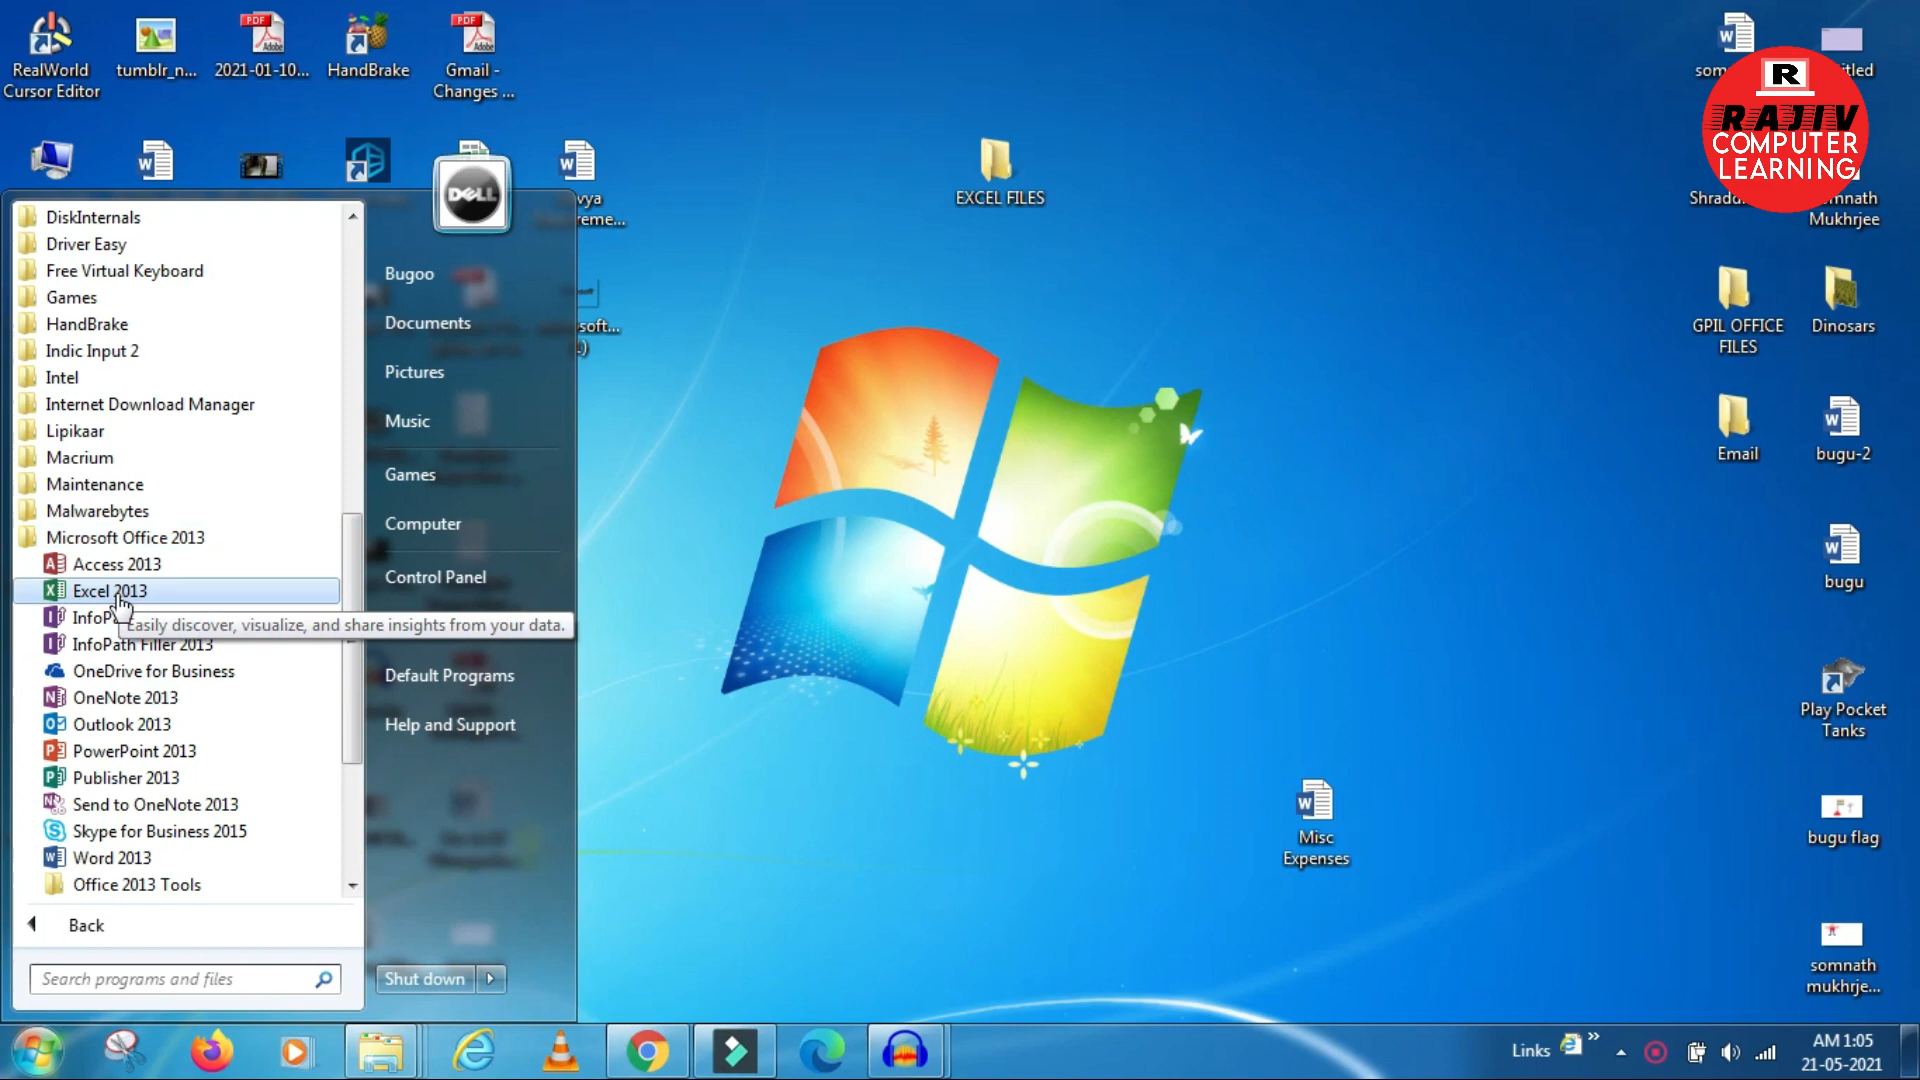 RealWorld
Cursor Editor
tumblr_n...
PDF
Adobe
2021-01-10...
HandBrake
PDF
Adobe
Gmail -
Changes ...
EXCEL FILES
R
RAJIV
COMPUTER
LEARNING
Mukhrjee
GPIL OFFICE
FILES
Dinosars
Email
bugu-2
bugu
Play Pocket
Tanks
Misc
Expenses
bugu flag
somnath
mukhrje...
DELL
DiskInternals
Driver Easy
Free Virtual Keyboard
Games
HandBrake
Indic Input 2
Intel
Internet Download Manager
Lipikaar
Macrium
Maintenance
Malwarebytes
Microsoft Office 2013
Access 2013
Excel 2013
Easily discover, visualize, and share insights from your data.
InfoPath Filler 2013
OneDrive for Business
OneNote 2013
Outlook 2013
PowerPoint 2013
Publisher 2013
Send to OneNote 2013
Skype for Business 2015
Word 2013
Office 2013 Tools
Back
Search programs and files
Bugoo
Documents
Pictures
Music
Games
Computer
Control Panel
Default Programs
Help and Support
Shut down
Links
»
AM 1:05
21-05-2021